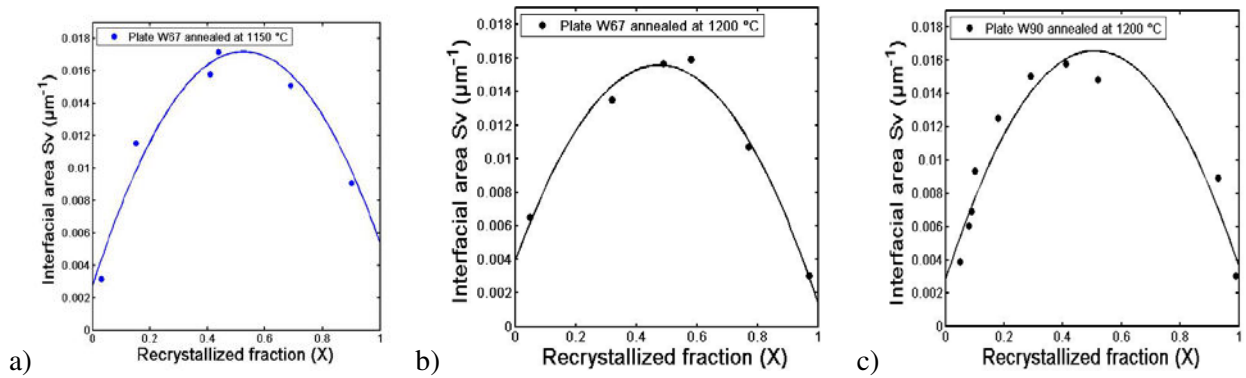 a)
Plate W67 annealed at 1150 °C
Interfacial area Sv (µm⁻¹)
0.018
0.016
0.014
0.012
0.01
0.008
0.006
0.004
0.002
0
0 0.2 0.4 0.6 0.8 1
Recrystallized fraction (X)
b)
Plate W67 annealed at 1200 °C
Interfacial area Sv (µm⁻¹)
0.018
0.016
0.014
0.012
0.01
0.008
0.006
0.004
0.002
0
0 0.2 0.4 0.6 0.8 1
Recrystallized fraction (X)
c)
Plate W90 annealed at 1200 °C
Interfacial area Sv (µm⁻¹)
0.018
0.016
0.014
0.012
0.01
0.008
0.006
0.004
0.002
0
0 0.2 0.4 0.6 0.8 1
Recrystallized fraction (X)